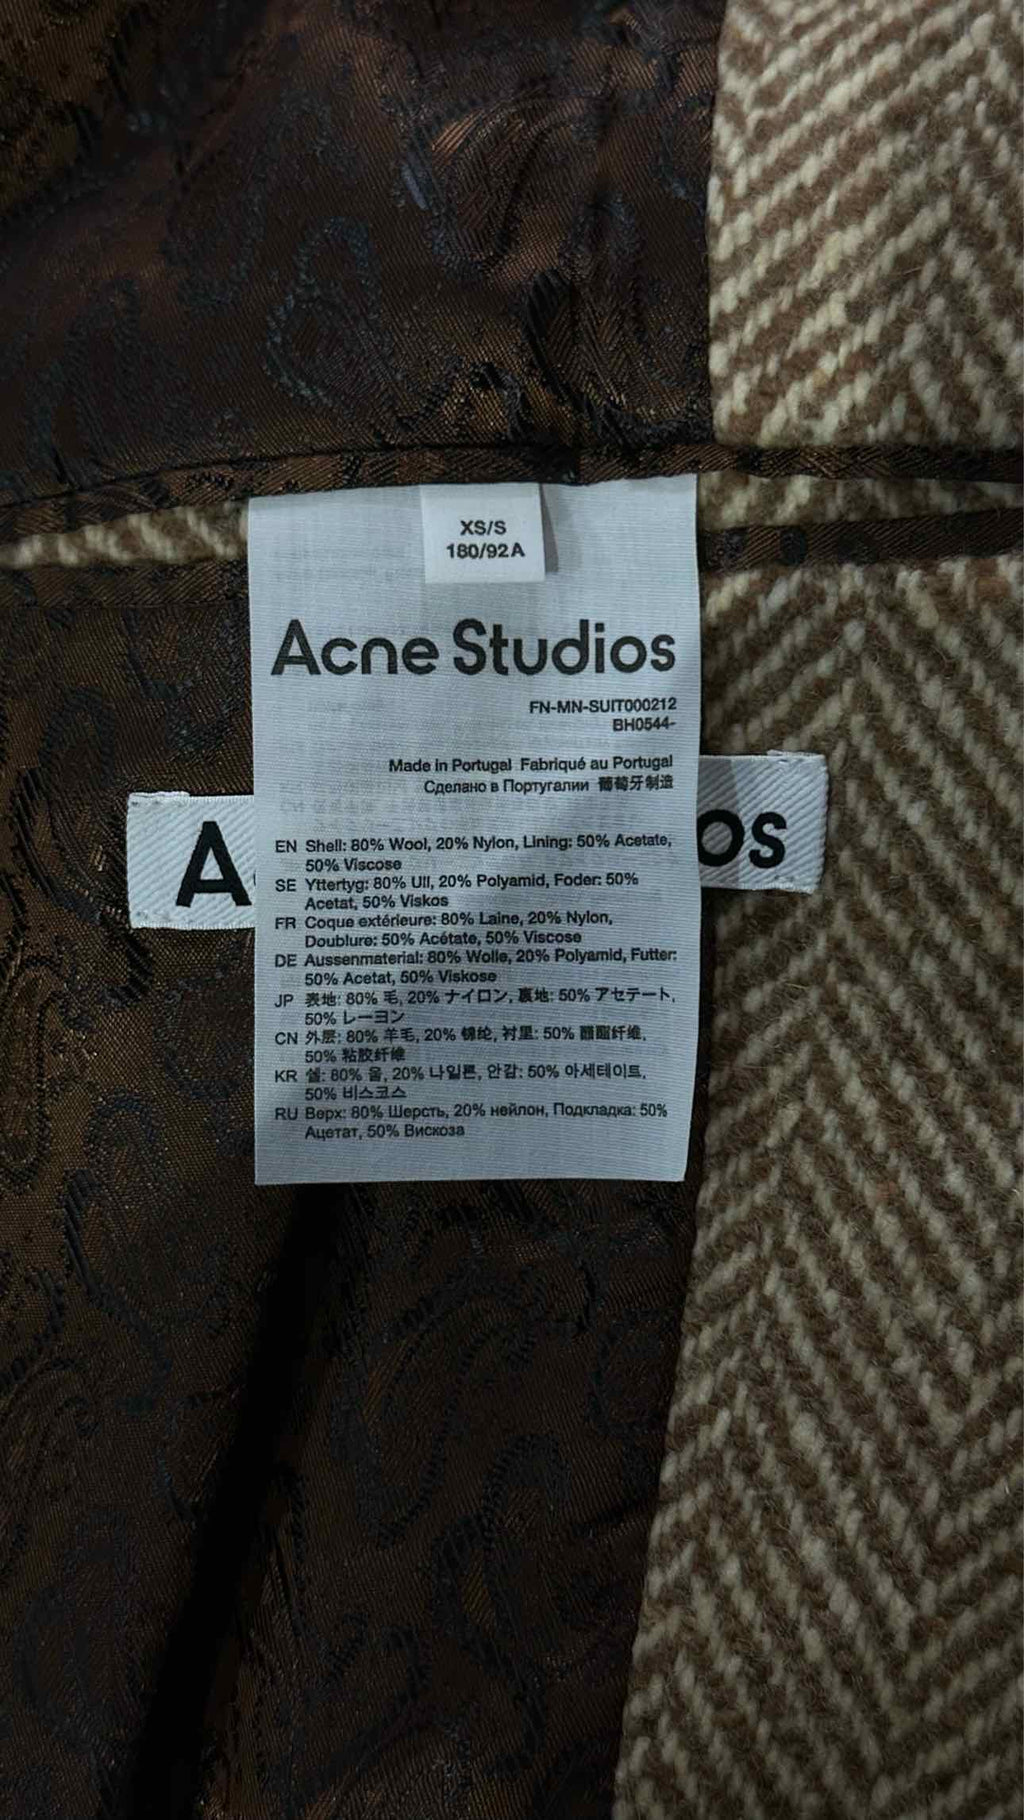 XS/S
180/92A
Acne Studios
FN-MN-SUIT000212
BH0544-
Made in Portugal Fabriqué au Portugal
Сделано в Португалии 葡萄牙制造
A
OS
EN Shell: 80% Wool, 20% Nylon, Lining: 50% Acetate,
50% Viscose
SE Yttertyg: 80% Ull, 20% Polyamid, Foder: 50%
Acetat, 50% Viskos
FR Coque extérieure: 80% Laine, 20% Nylon,
Doublure: 50% Acétate, 50% Viscose
DE Aussenmaterial: 80% Wolle, 20% Polyamid, Futter:
50% Acetat, 50% Viskose
JP 表地: 80% 毛, 20% ナイロン, 裏地: 50% アセテート,
50% レーヨン
CN 外层: 80% 羊毛, 20% 锦纶, 衬里: 50% 醋酯纤维,
50% 粘胶纤维
KR 쉘: 80% 울, 20% 나일론, 안감: 50% 아세테이트,
50% 비스코스
RU Верх: 80% Шерсть, 20% нейлон, Подкладка: 50%
Ацетат, 50% Вискоза